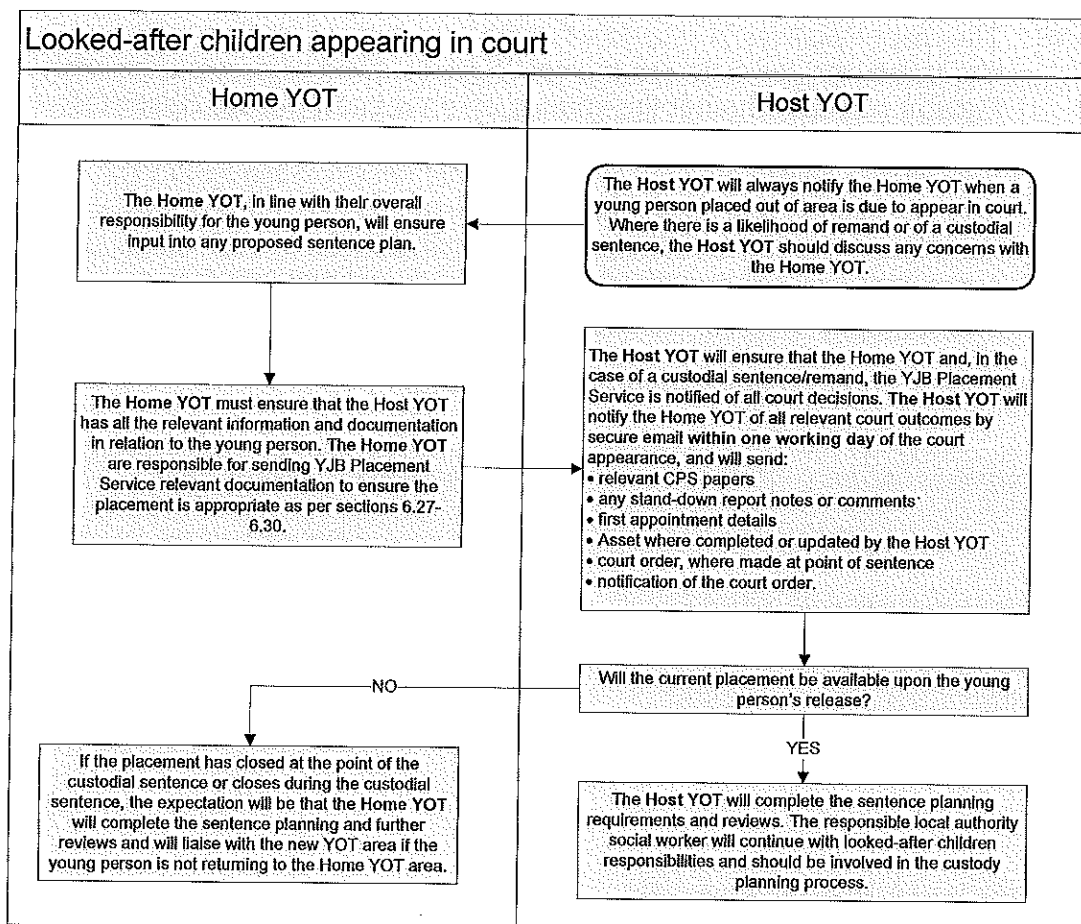 Looked-after children appearing in court
Home YOT
Host YOT
The Host YOT will always notify the Home YOT when a
young person placed out of area is due to appear in court.
Where there is a likelihood of remand or of a custodial
sentence, the Host YOT should discuss any concerns with
the Home YOT.
The Home YOT, in line with their overall
responsibility for the young person, will ensure
input into any proposed sentence plan.
The Home YOT must ensure that the Host YOT
has all the relevant information and documentation
in relation to the young person. The Home YOT
are responsible for sending YJB Placement
Service relevant documentation to ensure the
placement is appropriate as per sections 6.27-
6.30.
The Host YOT will ensure that the Home YOT and, in the
case of a custodial sentence/remand, the YJB Placement
Service is notified of all court decisions. The Host YOT will
notify the Home YOT of all relevant court outcomes by
secure email within one working day of the court
appearance, and will send:
• relevant CPS papers
• any stand-down report notes or comments
• first appointment details
• Asset where completed or updated by the Host YOT
• court order, where made at point of sentence
• notification of the court order.
Will the current placement be available upon the young
person's release?
NO
YES
If the placement has closed at the point of the
custodial sentence or closes during the custodial
sentence, the expectation will be that the Home YOT
will complete the sentence planning and further
reviews and will liaise with the new YOT area if the
young person is not returning to the Home YOT area.
The Host YOT will complete the sentence planning
requirements and reviews. The responsible local authority
social worker will continue with looked-after children
responsibilities and should be involved in the custody
planning process.